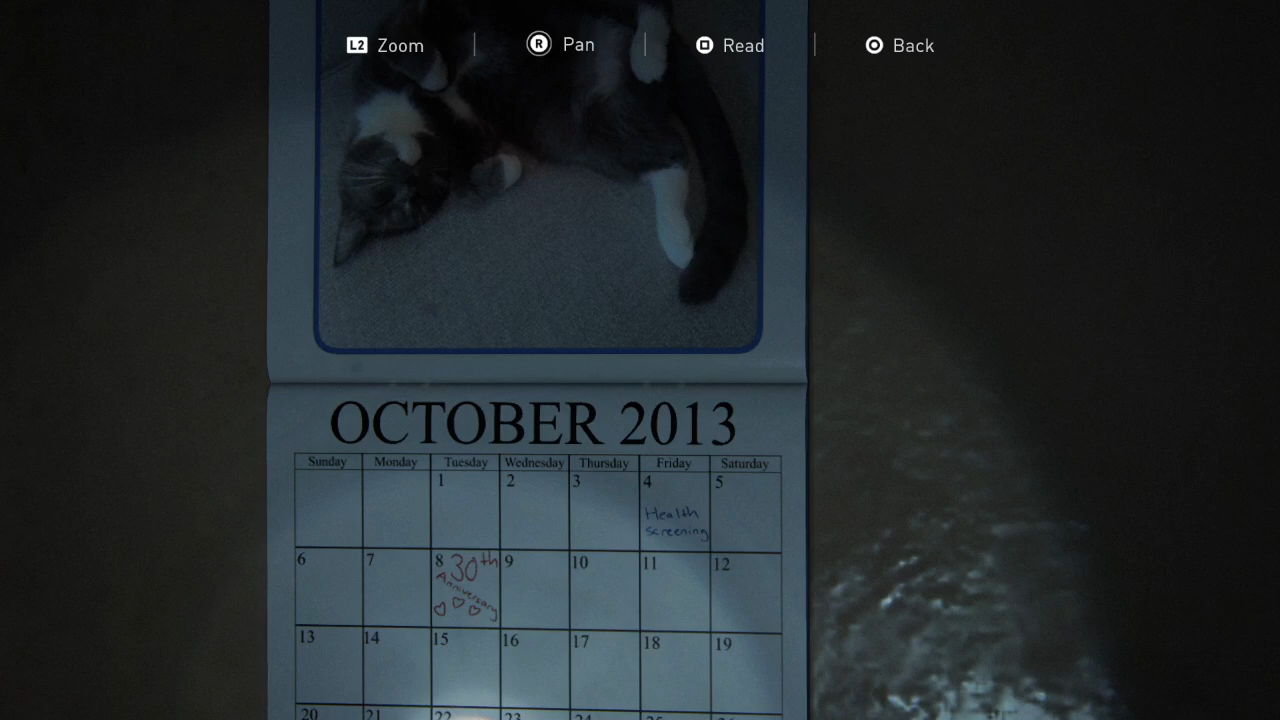 L2 Zoom | R Pan | Read | Back
OCTOBER 2013
Sunday Monday Tuesday Wednesday Thursday Friday Saturday
1 2 3 4 5
Health
screening
6 7 8 30th 9 10 11 12
Anniversary
13 14 15 16 17 18 19
20 21 22 23 24 25